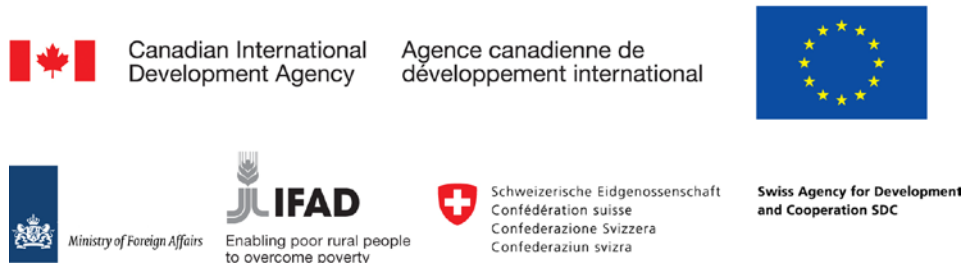 Canadian International
Development Agency
Agence canadienne de
développement international
Ministry of Foreign Affairs
IFAD
Enabling poor rural people
to overcome poverty
Schweizerische Eidgenossenschaft
Confédération suisse
Confederazione Svizzera
Confederaziun svizra
Swiss Agency for Development
and Cooperation SDC